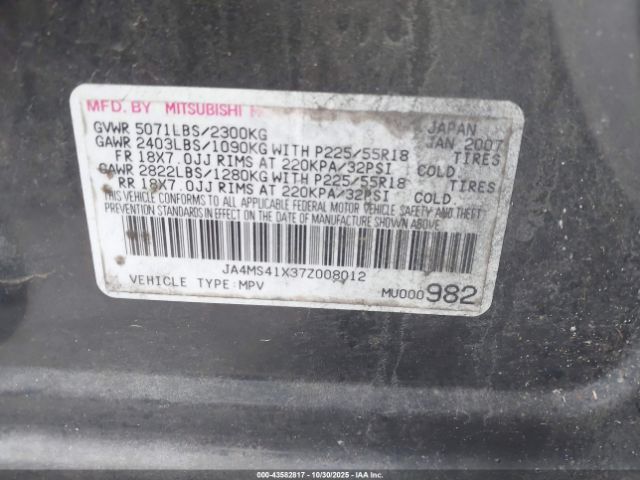 MFD. BY MITSUBISHI
JAPAN
GVWR 5071LBS/2300KG JAN 2007
GAWR 2403LBS/1090KG WITH P225/55R18 TIRES
FR 18X7.0JJ RIMS AT 220KPA/32PSI COLD.
GAWR 2822LBS/1280KG WITH P225/55R18 TIRES
RR 18X7.0JJ RIMS AT 220KPA/32PSI COLD.
THIS VEHICLE CONFORMS TO ALL APPLICABLE FEDERAL MOTOR VEHICLE SAFETY AND THEFT
PREVENTION STANDARDS IN EFFECT ON THE DATE OF MANUFACTURE SHOWN ABOVE
JA4MS41X37Z008012
VEHICLE TYPE:MPV MU000982
000-43582817 - 10/30/2025 - COPYRIGHT IAA, LLC.